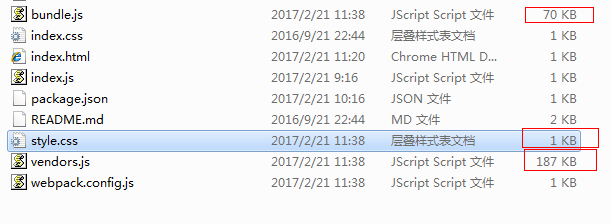 bundle.js 2017/2/21 11:38 JScript Script 文件 70 KB
index.css 2016/9/21 22:44 层叠样式表文档 1 KB
index.html 2017/2/21 11:20 Chrome HTML D... 1 KB
index.js 2017/2/21 9:16 JScript Script 文件 1 KB
package.json 2017/2/21 10:16 JSON 文件 1 KB
README.md 2016/9/21 22:44 MD 文件 2 KB
style.css 2017/2/21 11:38 层叠样式表文档 1 KB
vendors.js 2017/2/21 11:38 JScript Script 文件 187 KB
webpack.config.js 2017/2/21 11:38 JScript Script 文件 1 KB